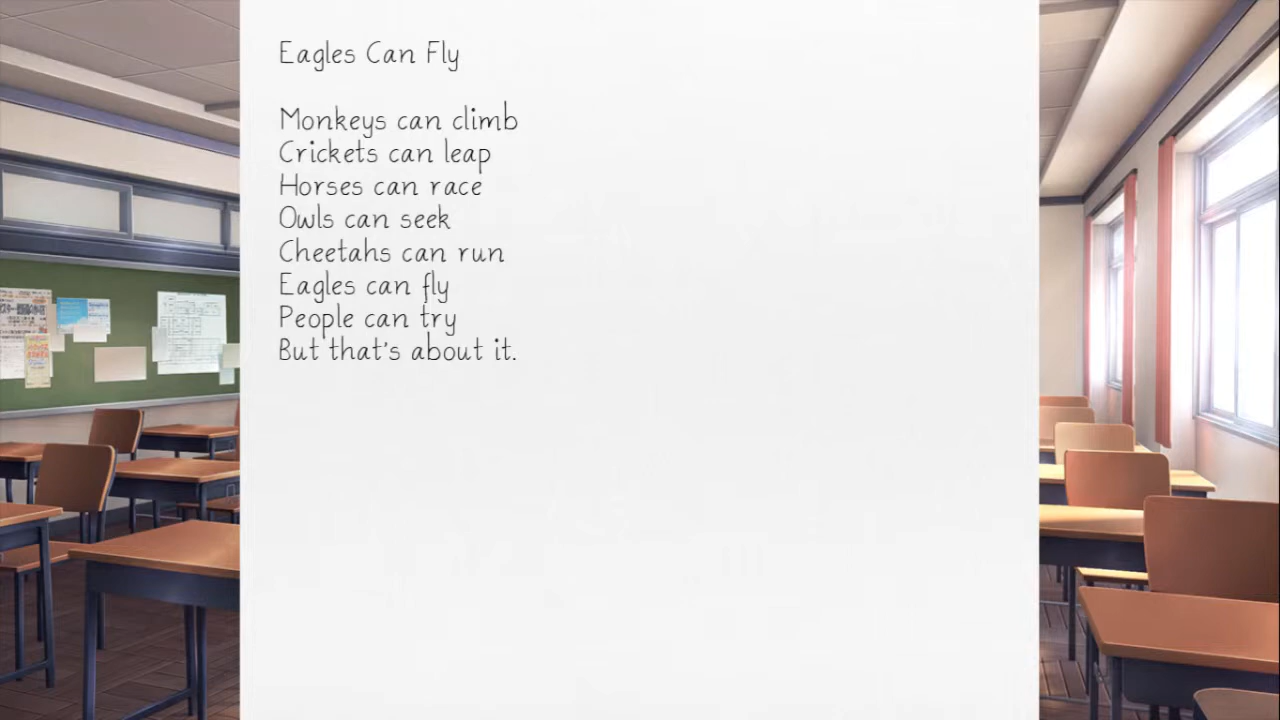 Eagles Can Fly
Monkeys can climb
Crickets can leap
Horses can race
Owls can seek
Cheetahs can run
Eagles can fly
People can try
But that's about it.